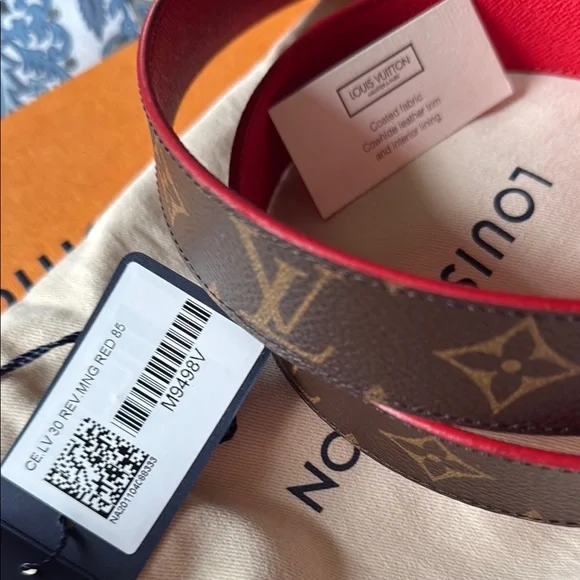 LOUIS VUITTON
Coated fabric
Cowhide leather trim
and interior lining
LOUIS
CE.LV 30 REV.MNG RED 85
M9498V
NA201104088333